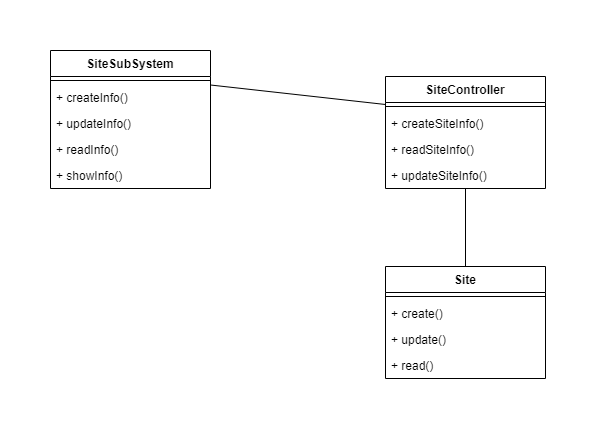 SiteSubSystem
+ createInfo()
+ updateInfo()
+ readInfo()
+ showInfo()
SiteController
+ createSiteInfo()
+ readSiteInfo()
+ updateSiteInfo()
Site
+ create()
+ update()
+ read()